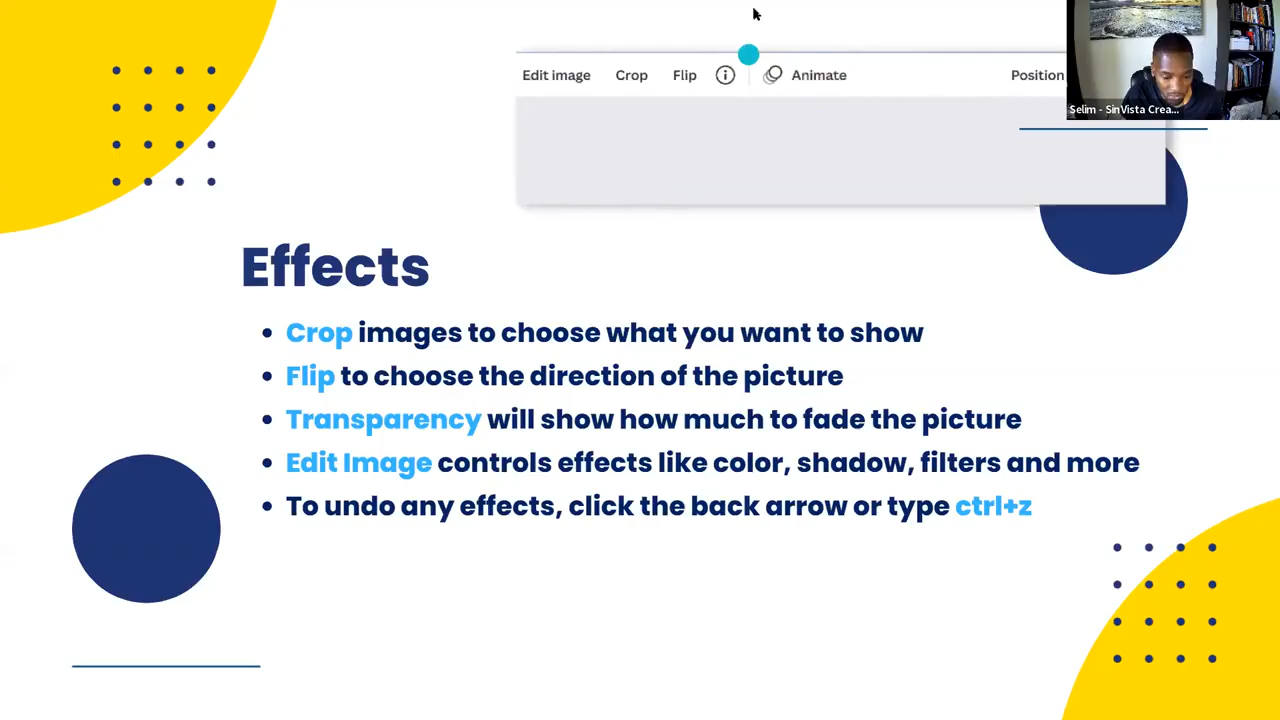 Edit image Crop Flip Animate Position
Selim - SinVista Crea...
Effects
• Crop images to choose what you want to show
• Flip to choose the direction of the picture
• Transparency will show how much to fade the picture
• Edit Image controls effects like color, shadow, filters and more
• To undo any effects, click the back arrow or type ctrl+z